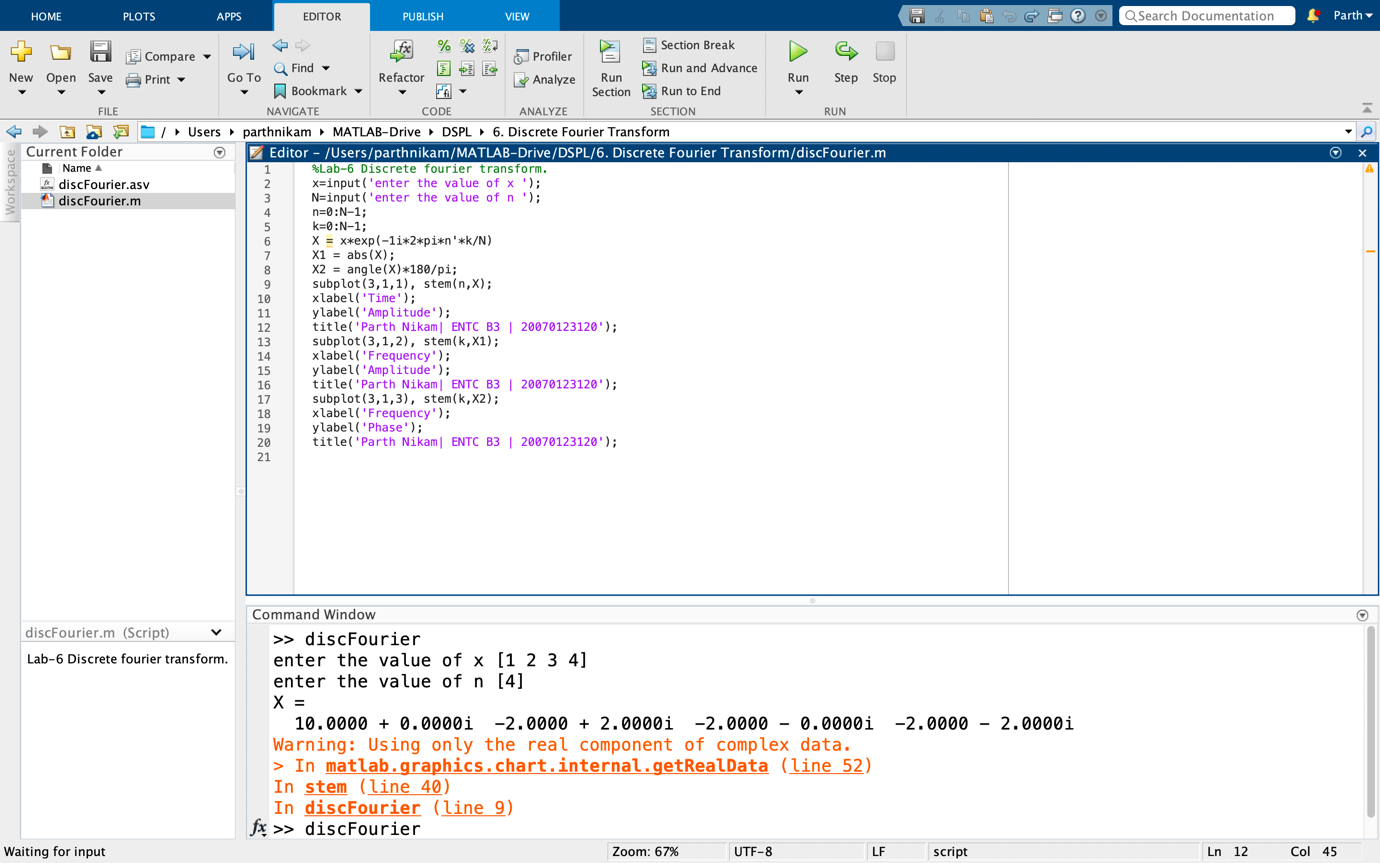 HOME PLOTS APPS EDITOR PUBLISH VIEW Search Documentation Parth
New Open Save Compare Print Go To Find Bookmark Refactor Profiler Analyze Run Section Section Break Run and Advance Run to End Run Step Stop
FILE NAVIGATE CODE ANALYZE SECTION RUN
/ Users parthnikam MATLAB-Drive DSPL 6. Discrete Fourier Transform
Workspace
Current Folder
Name
discFourier.asv
discFourier.m
Editor – /Users/parthnikam/MATLAB-Drive/DSPL/6. Discrete Fourier Transform/discFourier.m
1 %Lab-6 Discrete fourier transform.
2 x=input('enter the value of x ');
3 N=input('enter the value of n ');
4 n=0:N-1;
5 k=0:N-1;
6 X = x*exp(-1i*2*pi*n'*k/N)
7 X1 = abs(X);
8 X2 = angle(X)*180/pi;
9 subplot(3,1,1), stem(n,X);
10 xlabel('Time');
11 ylabel('Amplitude');
12 title('Parth Nikam| ENTC B3 | 20070123120');
13 subplot(3,1,2), stem(k,X1);
14 xlabel('Frequency');
15 ylabel('Amplitude');
16 title('Parth Nikam| ENTC B3 | 20070123120');
17 subplot(3,1,3), stem(k,X2);
18 xlabel('Frequency');
19 ylabel('Phase');
20 title('Parth Nikam| ENTC B3 | 20070123120');
21
discFourier.m (Script)
Lab-6 Discrete fourier transform.
Command Window
>> discFourier
enter the value of x [1 2 3 4]
enter the value of n [4]
X =
10.0000 + 0.0000i -2.0000 + 2.0000i -2.0000 - 0.0000i -2.0000 - 2.0000i
Warning: Using only the real component of complex data.
> In matlab.graphics.chart.internal.getRealData (line 52)
In stem (line 40)
In discFourier (line 9)
fx >> discFourier
Waiting for input Zoom: 67% UTF-8 LF script Ln 12 Col 45